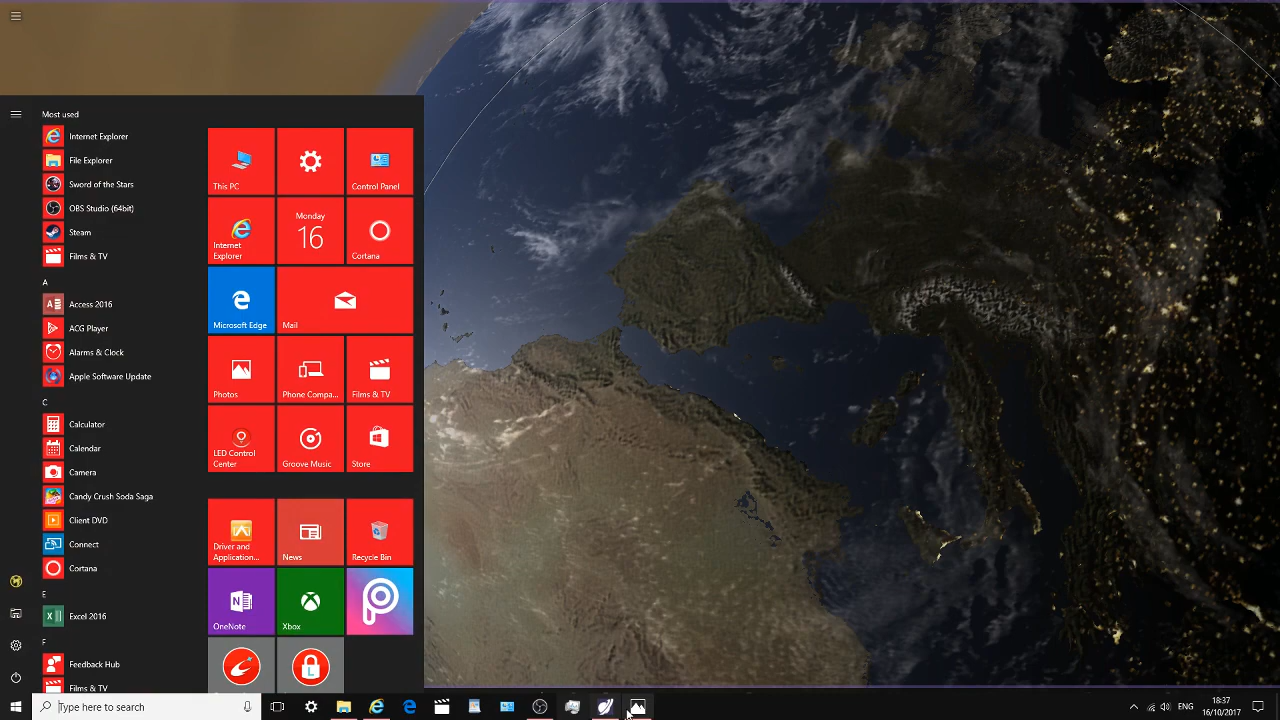 Most used
Internet Explorer
File Explorer
Sword of the Stars
OBS Studio (64bit)
Steam
Films & TV
A
Access 2016
ACG Player
Alarms & Clock
Apple Software Update
C
Calculator
Calendar
Camera
Candy Crush Soda Saga
Client DVD
Connect
Cortana
E
Excel 2016
F
Feedback Hub
Films & TV
This PC
Control Panel
Internet
Explorer
Monday
16
Cortana
Microsoft Edge
Mail
Photos
Phone Compa...
Films & TV
LED Control
Center
Groove Music
Store
Driver and
Application...
News
Recycle Bin
OneNote
Xbox
Type here to search
ENG
18:37
16/10/2017